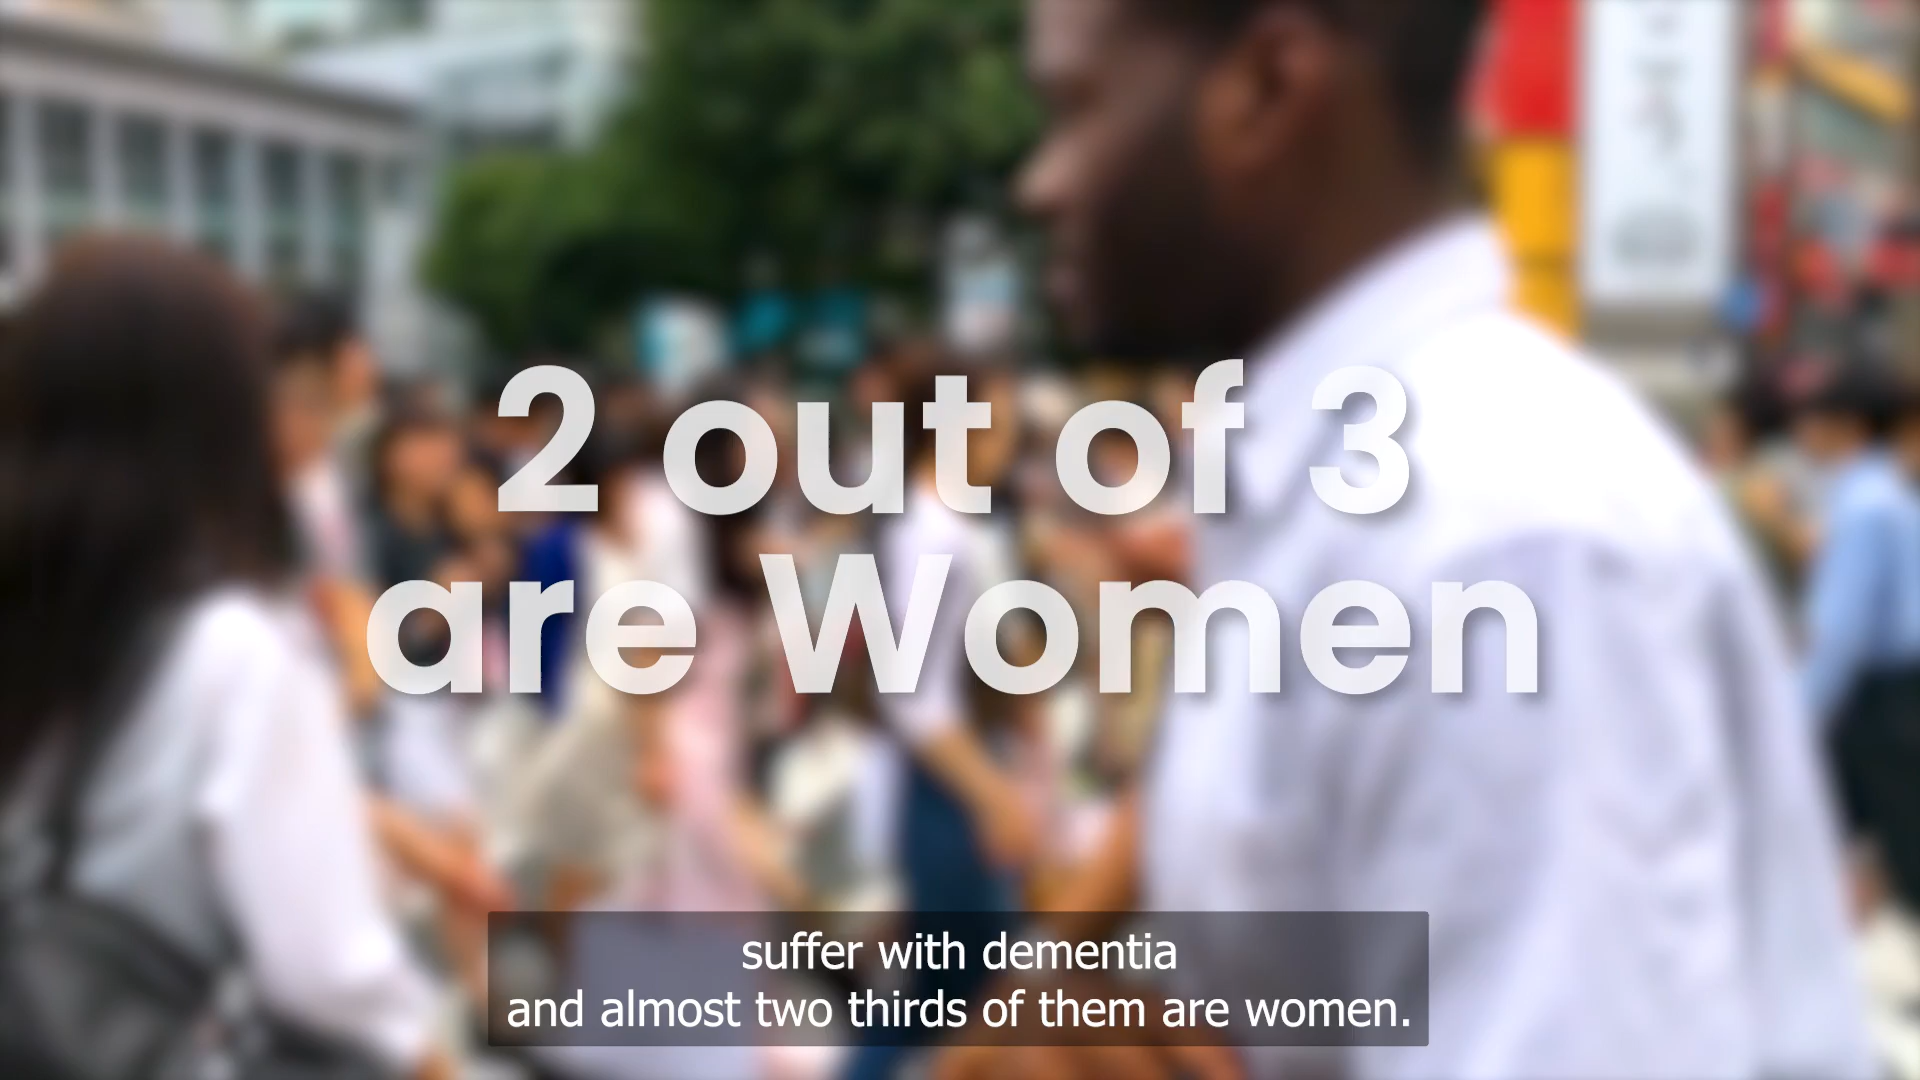 2 out of 3
are Women
suffer with dementia
and almost two thirds of them are women.